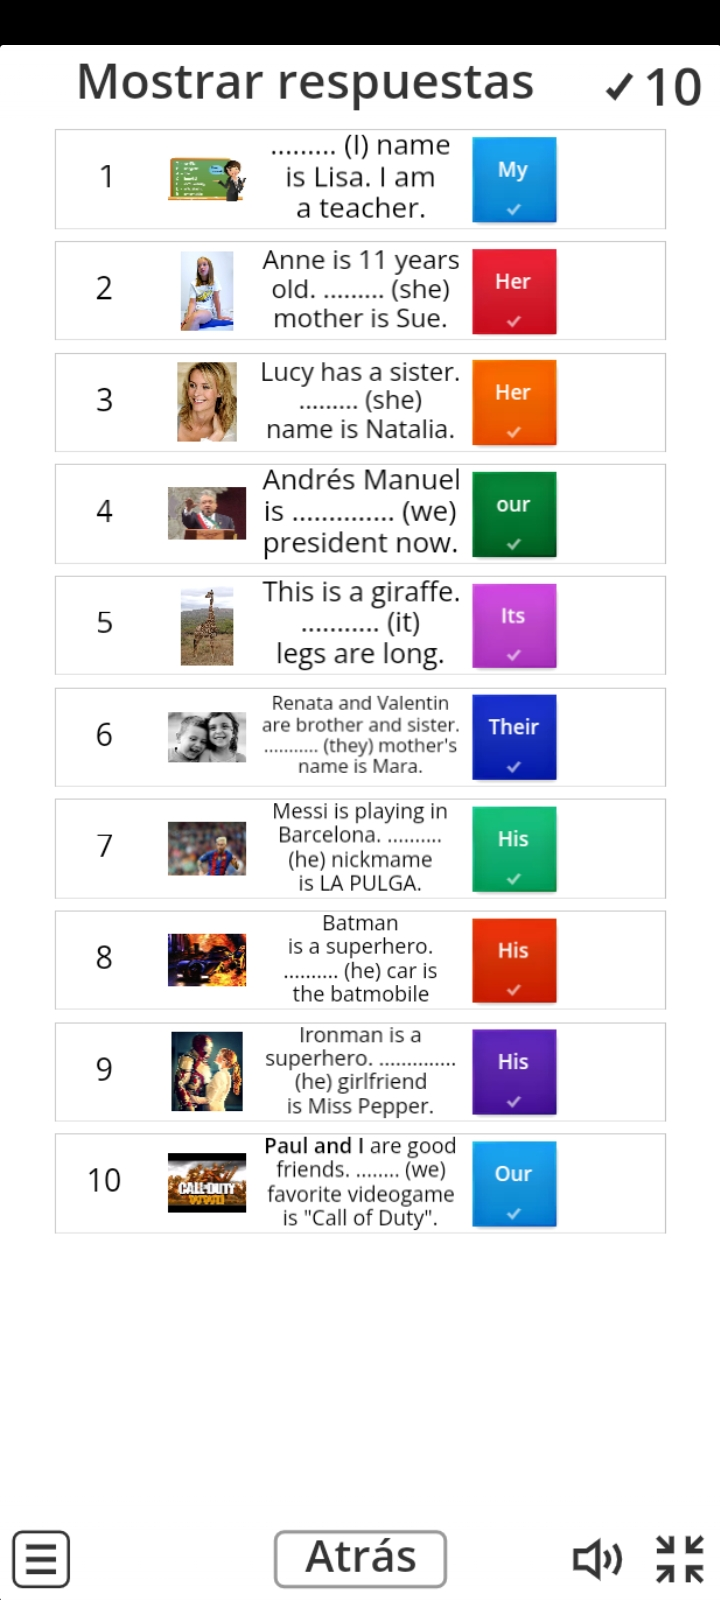 Mostrar respuestas ✓10
1
......... (I) name
is Lisa. I am
a teacher.
My
2
Anne is 11 years
old. ......... (she)
mother is Sue.
Her
3
Lucy has a sister.
......... (she)
name is Natalia.
Her
4
Andrés Manuel
is .............. (we)
president now.
our
5
This is a giraffe.
........... (it)
legs are long.
Its
6
Renata and Valentin
are brother and sister.
........... (they) mother's
name is Mara.
Their
7
Messi is playing in
Barcelona. ..........
(he) nickmame
is LA PULGA.
His
8
Batman
is a superhero.
.......... (he) car is
the batmobile
His
9
Ironman is a
superhero. ..............
(he) girlfriend
is Miss Pepper.
His
10
CALL OF DUTY
WWII
Paul and I are good
friends. ........ (we)
favorite videogame
is "Call of Duty".
Our
Atrás